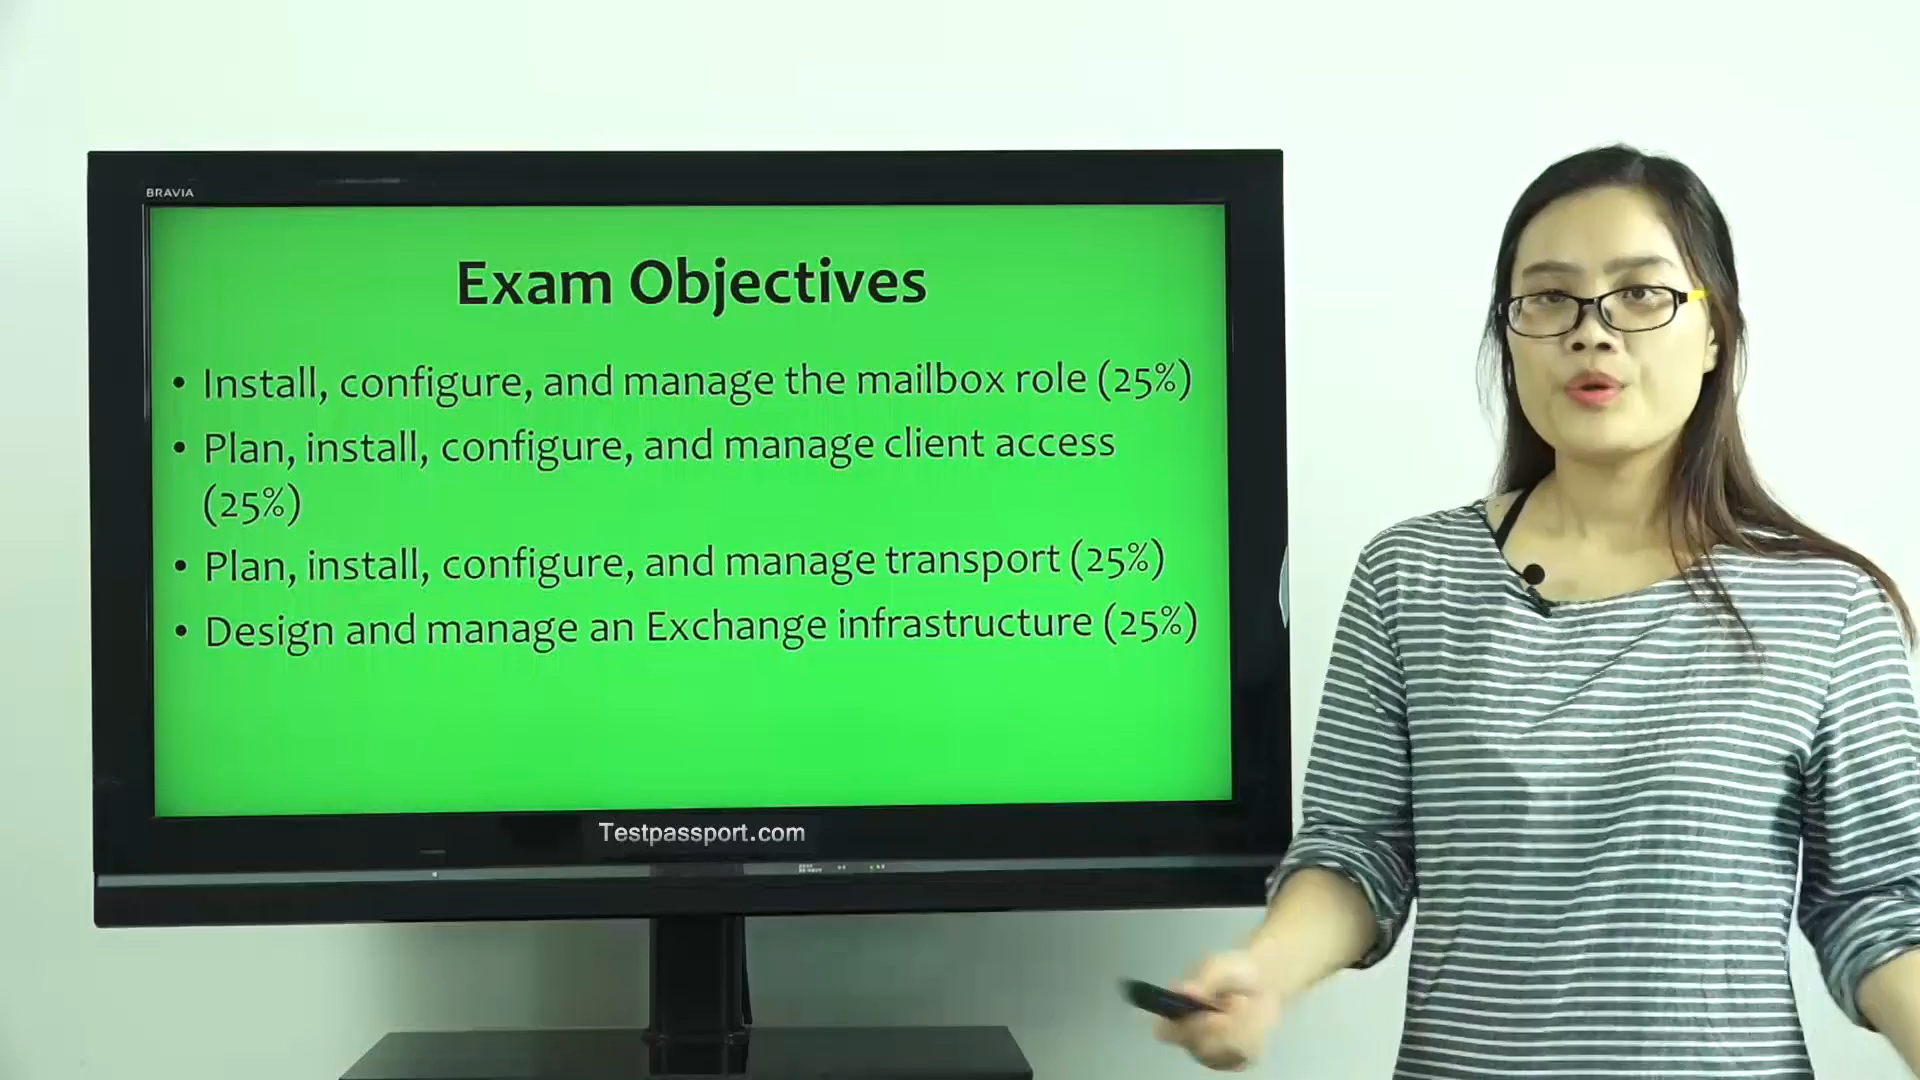 BRAVIA
Exam Objectives
• Install, configure, and manage the mailbox role (25%)
• Plan, install, configure, and manage client access
(25%)
• Plan, install, configure, and manage transport (25%)
• Design and manage an Exchange infrastructure (25%)
Testpassport.com